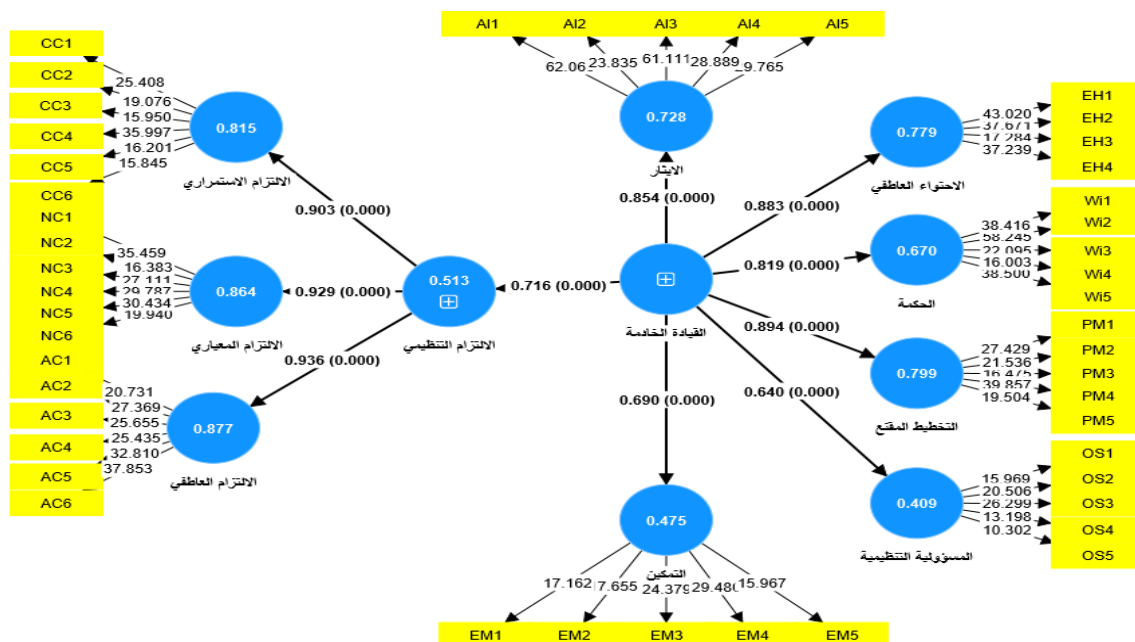 AI1 AI2 AI3 AI4 AI5
23.835 61.111 28.889
0.728
الايثار
0.854 (0.000)
CC1
CC2
CC3
CC4
CC5
CC6
25.408
19.076
15.950
35.997
16.201
15.845
0.815
الالتزام الاستمراري
0.903 (0.000)
NC1
NC2
NC3
NC4
NC5
NC6
35.459
16.383
27.111
29.787
30.434
19.940
0.864
الالتزام المعياري
0.929 (0.000)
AC1
AC2
AC3
AC4
AC5
AC6
20.731
27.369
25.655
25.435
32.810
37.853
0.877
الالتزام العاطفي
0.936 (0.000)
0.513
الالتزام التنظيمي
0.716 (0.000)
القيادة الخادمة
0.883 (0.000)
0.779
الاحتواء العاطفي
43.020
37.671
17.284
37.239
EH1
EH2
EH3
EH4
0.819 (0.000)
0.670
الحكمة
38.416
58.245
22.095
16.003
38.500
Wi1
Wi2
Wi3
Wi4
Wi5
0.894 (0.000)
0.799
التخطيط المقنع
27.429
21.536
16.475
39.857
19.504
PM1
PM2
PM3
PM4
PM5
0.640 (0.000)
0.409
المسؤولية التنظيمية
15.969
20.506
26.299
13.198
10.302
OS1
OS2
OS3
OS4
OS5
0.690 (0.000)
0.475
التمكين
17.162 24.379 15.967
EM1 EM2 EM3 EM4 EM5